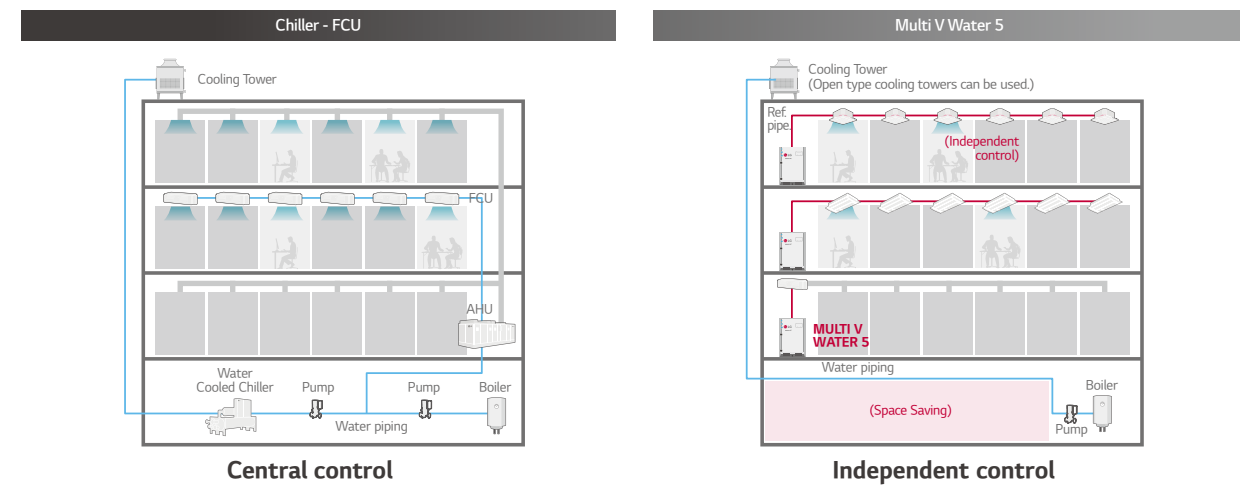 Chiller - FCU
Cooling Tower
FCU
AHU
Water
Cooled Chiller
Pump
Pump
Boiler
Water piping
Central control
Multi V Water 5
Cooling Tower
(Open type cooling towers can be used.)
Ref.
pipe.
(Independent
control)
MULTI V
WATER 5
Water piping
(Space Saving)
Boiler
Pump
Independent control